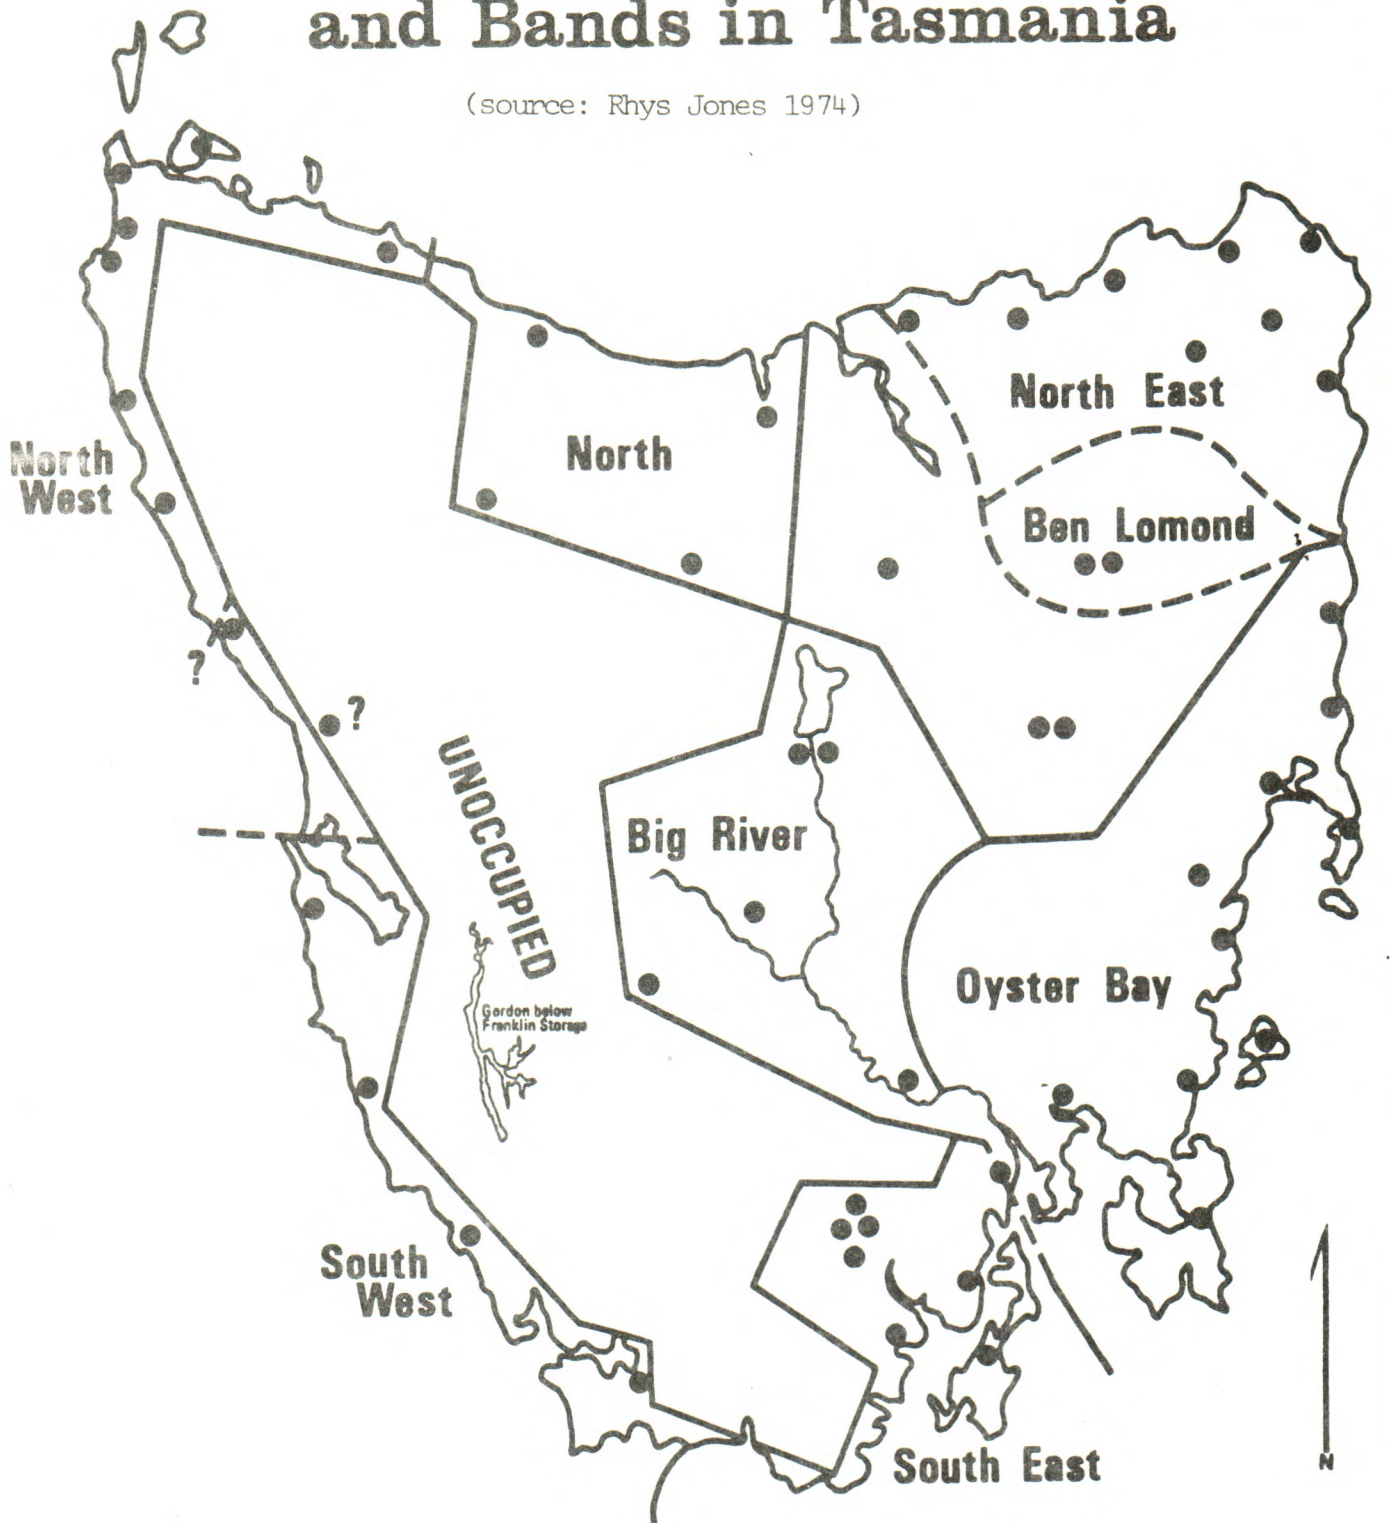 and Bands in Tasmania
(source: Rhys Jones 1974)
North East
North
North
West
Ben Lomond
?
?
UNOCCUPIED
Big River
Oyster Bay
Gordon below
Franklin Storage
South
West
South East
N